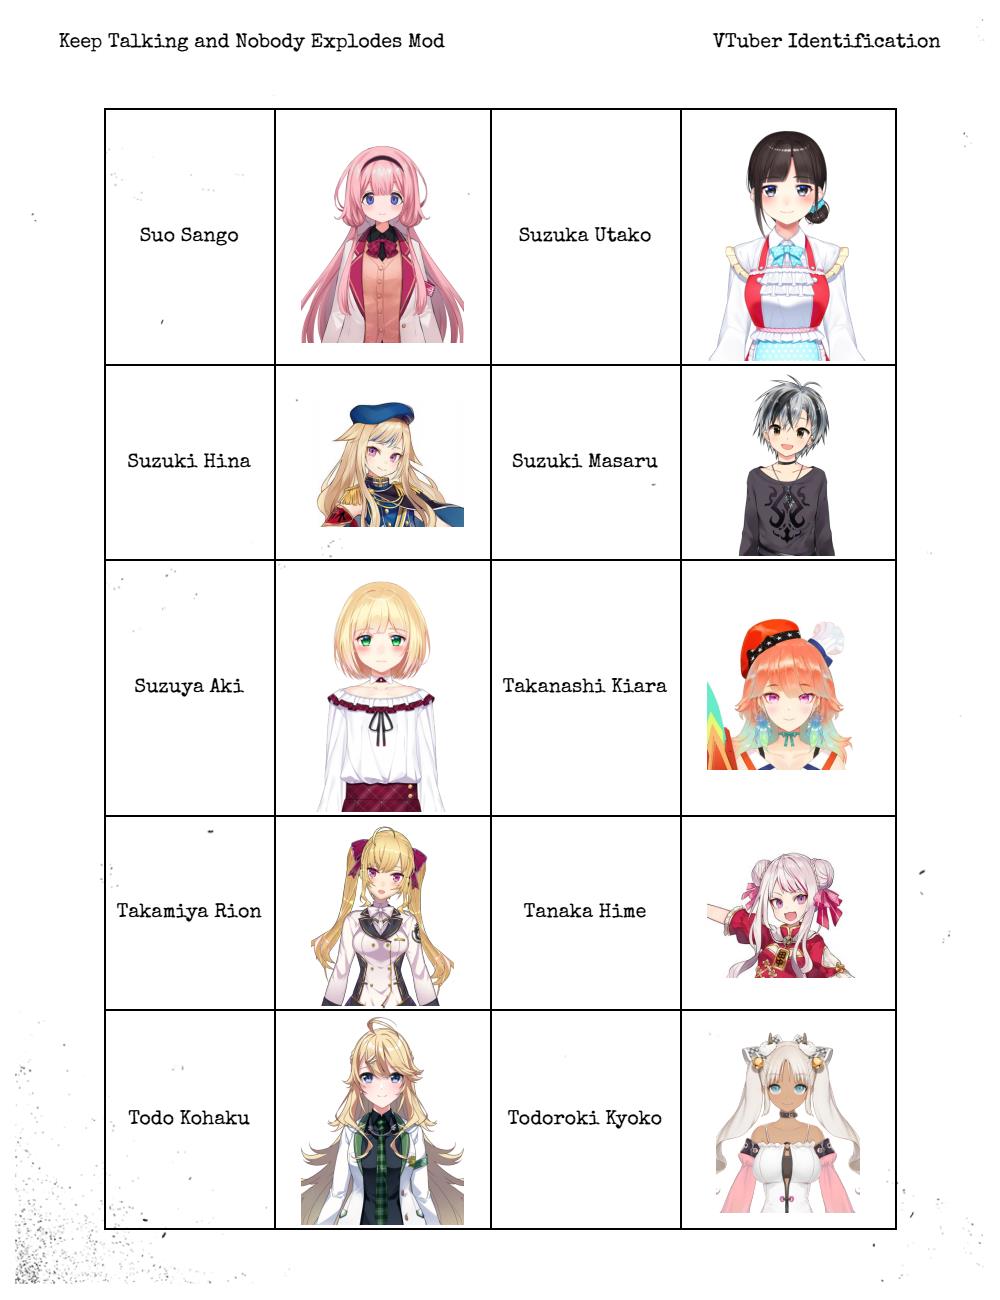 Keep Talking and Nobody Explodes Mod
VTuber Identification
Suo Sango
Suzuka Utako
Suzuki Hina
Suzuki Masaru
Suzuya Aki
Takanashi Kiara
Takamiya Rion
Tanaka Hime
Todo Kohaku
Todoroki Kyoko